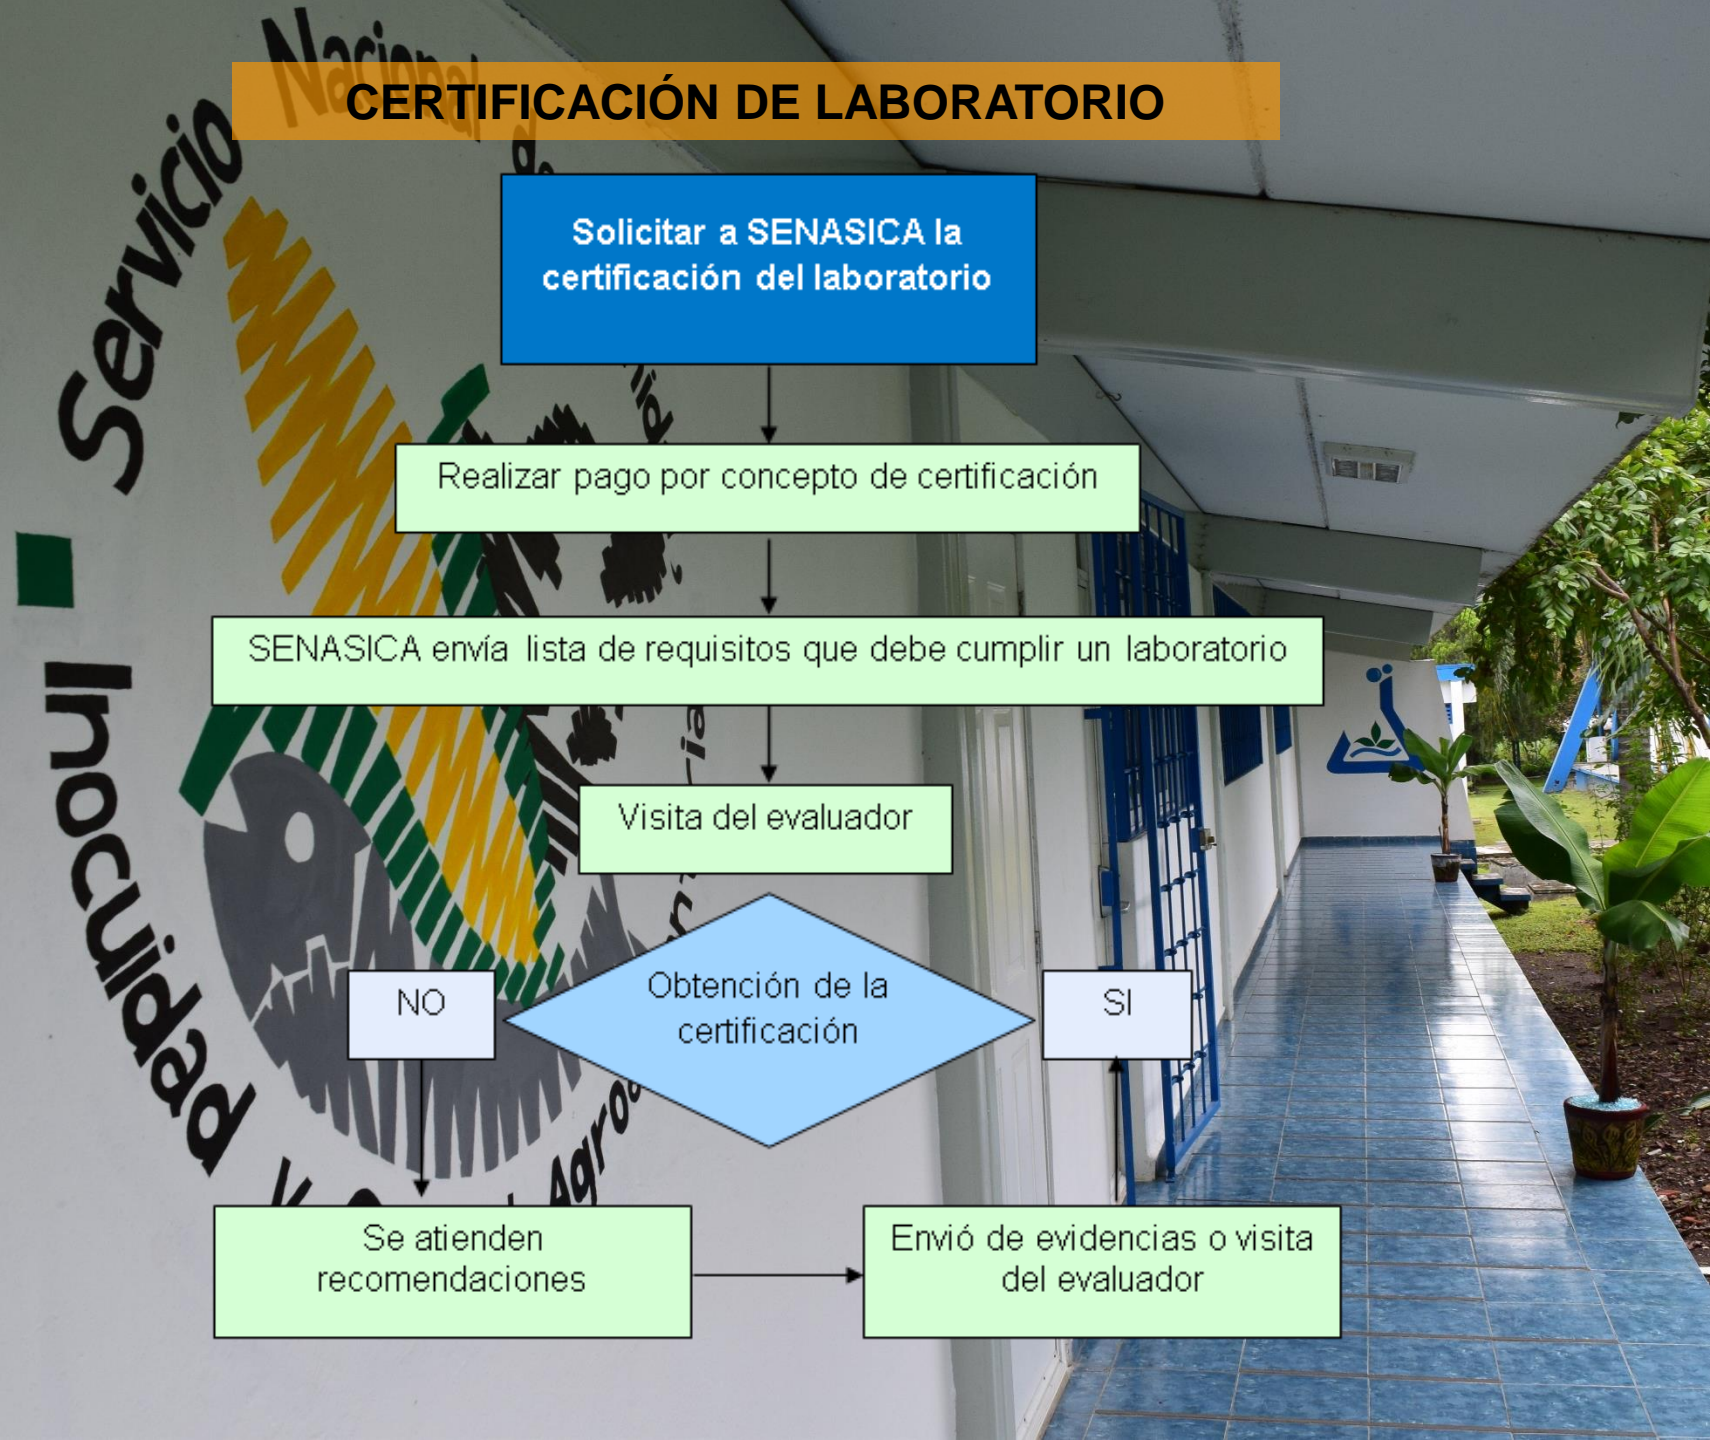 CERTIFICACIÓN DE LABORATORIO
Servicio Nacional
Solicitar a SENASICA la
certificación del laboratorio
Realizar pago por concepto de certificación
SENASICA envía lista de requisitos que debe cumplir un laboratorio
Visita del evaluador
Obtención de la
certificación
NO
SI
Se atienden
recomendaciones
Envió de evidencias o visita
del evaluador
Inocuidad y